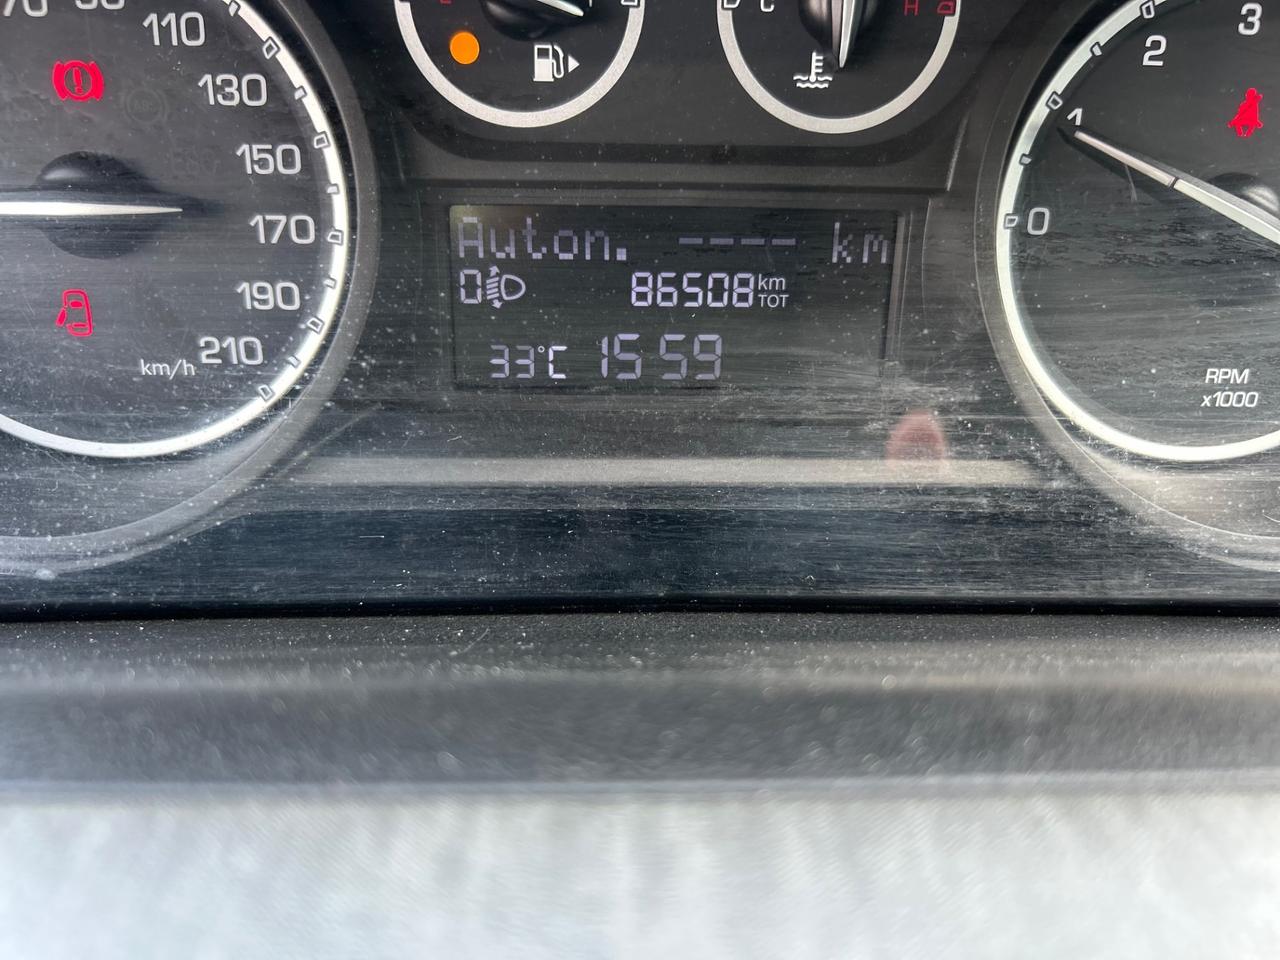 110
130
150
170
190
210
km/h
C
H
Auton. ---- km
0
86508 km TOT
33°C 15 59
0
1
2
3
RPM
x1000